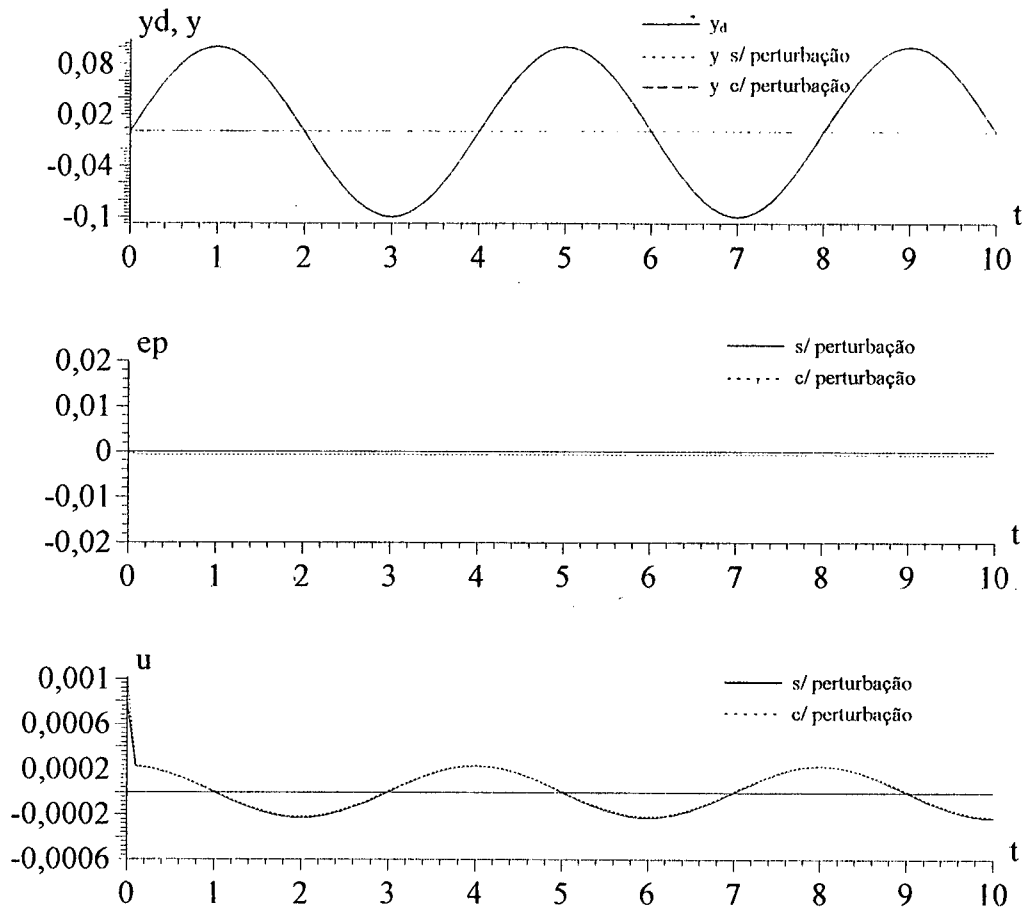 yd, y
y_d
y s/ perturbação
y c/ perturbação
0,08
0,02
-0,04
-0,1
0 1 2 3 4 5 6 7 8 9 10
t
ep
s/ perturbação
c/ perturbação
0,02
0,01
0
-0,01
-0,02
0 1 2 3 4 5 6 7 8 9 10
t
u
s/ perturbação
c/ perturbação
0,001
0,0006
0,0002
-0,0002
-0,0006
0 1 2 3 4 5 6 7 8 9 10
t